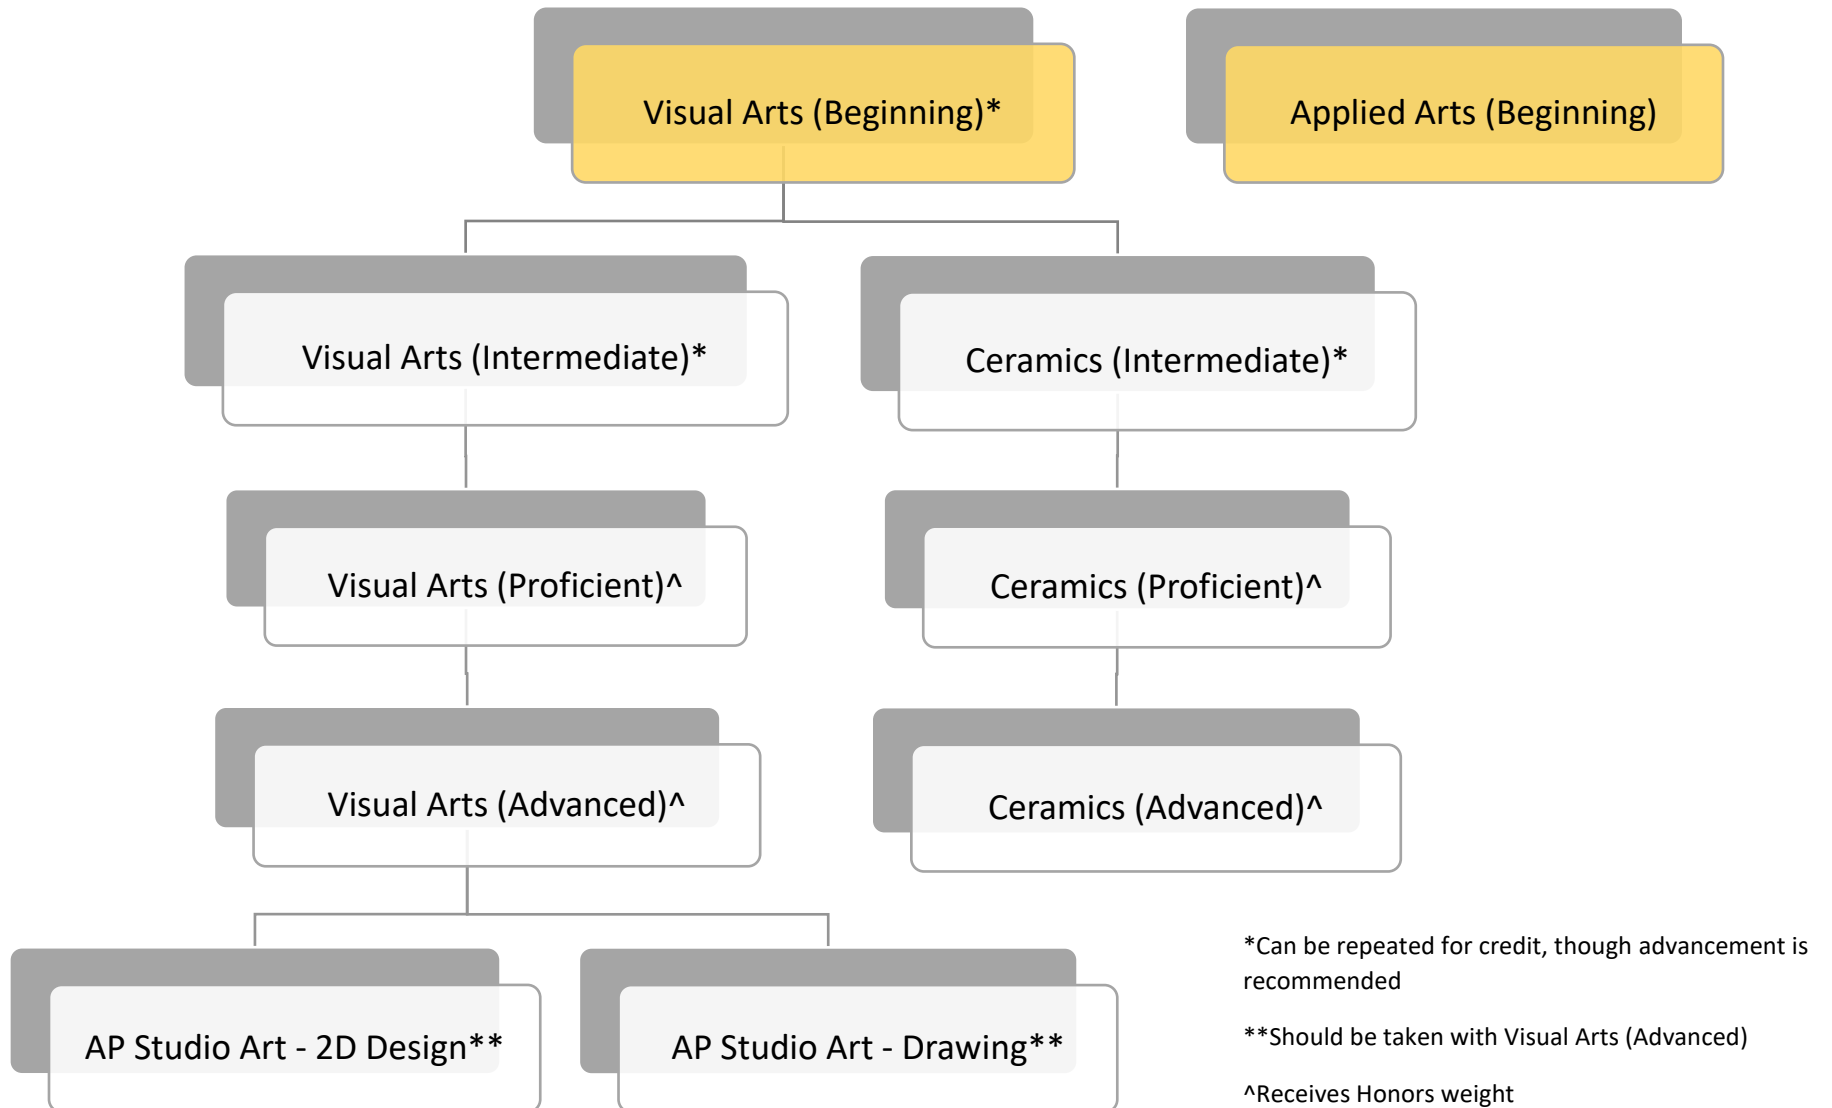 Visual Arts (Beginning)*
Applied Arts (Beginning)
Visual Arts (Intermediate)*
Ceramics (Intermediate)*
Visual Arts (Proficient)^
Ceramics (Proficient)^
Visual Arts (Advanced)^
Ceramics (Advanced)^
AP Studio Art - 2D Design**
AP Studio Art - Drawing**
*Can be repeated for credit, though advancement is
recommended
**Should be taken with Visual Arts (Advanced)
^Receives Honors weight